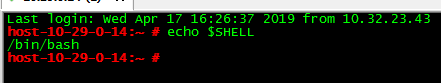 Last login: Wed Apr 17 16:26:37 2019 from 10.32.23.43
host-10-29-0-14:~ # echo $SHELL
/bin/bash
host-10-29-0-14:~ #